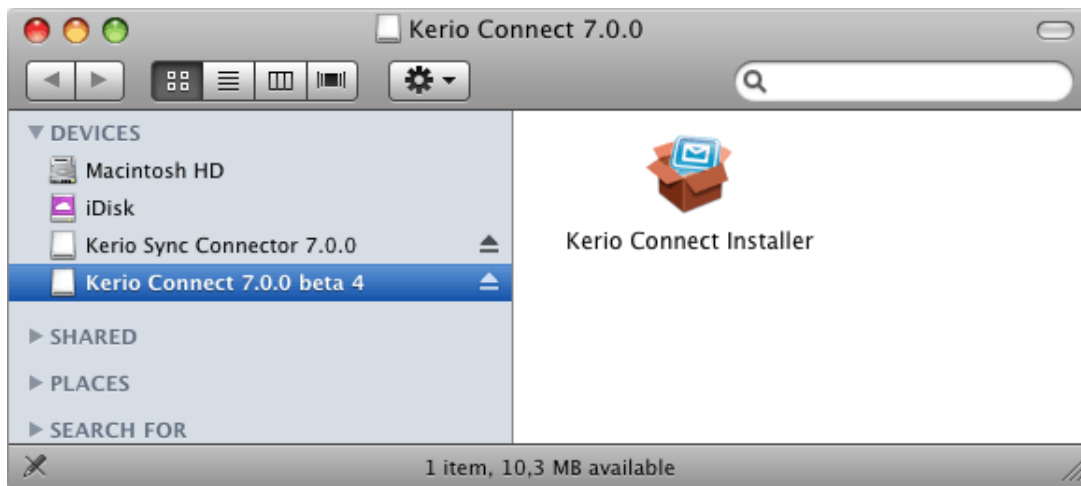 Kerio Connect 7.0.0
DEVICES
Macintosh HD
iDisk
Kerio Sync Connector 7.0.0
Kerio Connect 7.0.0 beta 4
SHARED
PLACES
SEARCH FOR
Kerio Connect Installer
1 item, 10,3 MB available